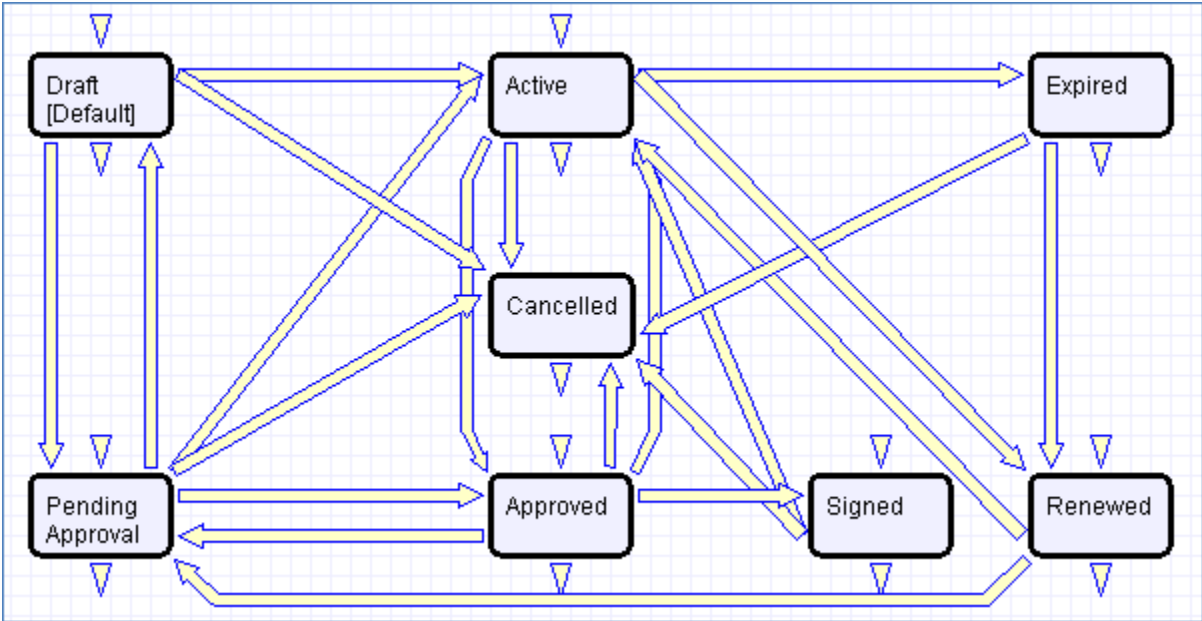 Draft
[Default]
Active
Expired
Cancelled
Pending
Approval
Approved
Signed
Renewed